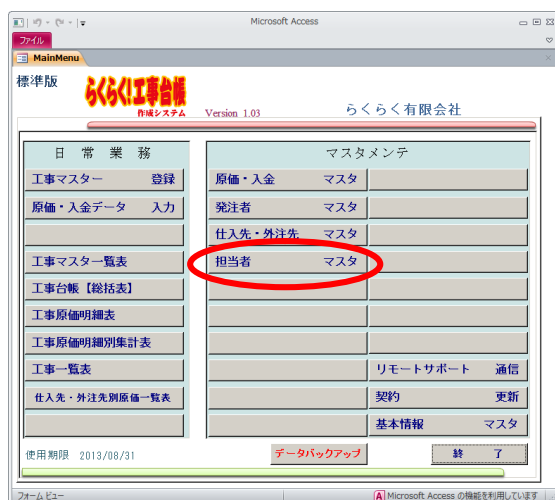 Microsoft Access
ファイル
MainMenu
標準版
らくらく!工事台帳
作成システム
Version 1.03
らくらく有限会社
日 常 業 務
マスタメンテ
工事マスター 登録
原価・入金データ 入力
工事マスター一覧表
工事台帳【総括表】
工事原価明細表
工事原価明細別集計表
工事一覧表
仕入先・外注先別原価一覧表
原価・入金 マスタ
発注者 マスタ
仕入先・外注先 マスタ
担当者 マスタ
リモートサポート 通信
契約 更新
基本情報 マスタ
使用期限 2013/08/31
データバックアップ
終 了
フォーム ビュー
A Microsoft Access の機能を利用しています